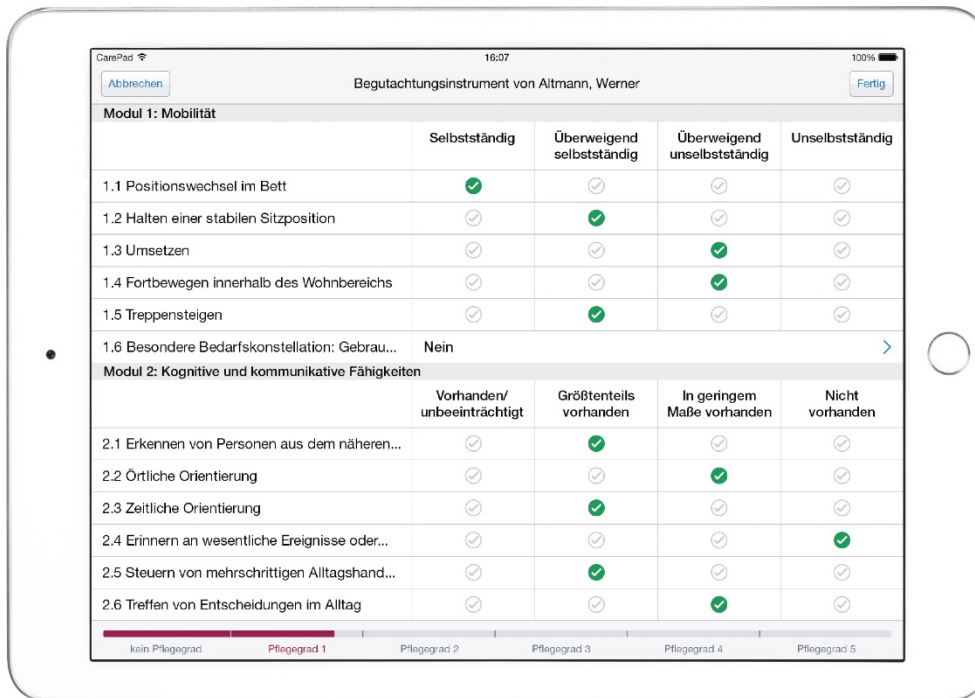 CarePad 16:07 100%
Abbrechen Begutachtungsinstrument von Altmann, Werner Fertig
Modul 1: Mobilität
Selbstständig Überweigend selbstständig Überweigend unselbstständig Unselbstständig
1.1 Positionswechsel im Bett
1.2 Halten einer stabilen Sitzposition
1.3 Umsetzen
1.4 Fortbewegen innerhalb des Wohnbereichs
1.5 Treppensteigen
1.6 Besondere Bedarfskonstellation: Gebrau... Nein
Modul 2: Kognitive und kommunikative Fähigkeiten
Vorhanden/ unbeeinträchtigt Größtenteils vorhanden In geringem Maße vorhanden Nicht vorhanden
2.1 Erkennen von Personen aus dem näheren...
2.2 Örtliche Orientierung
2.3 Zeitliche Orientierung
2.4 Erinnern an wesentliche Ereignisse oder...
2.5 Steuern von mehrschrittigen Alltagshand...
2.6 Treffen von Entscheidungen im Alltag
kein Pflegegrad Pflegegrad 1 Pflegegrad 2 Pflegegrad 3 Pflegegrad 4 Pflegegrad 5